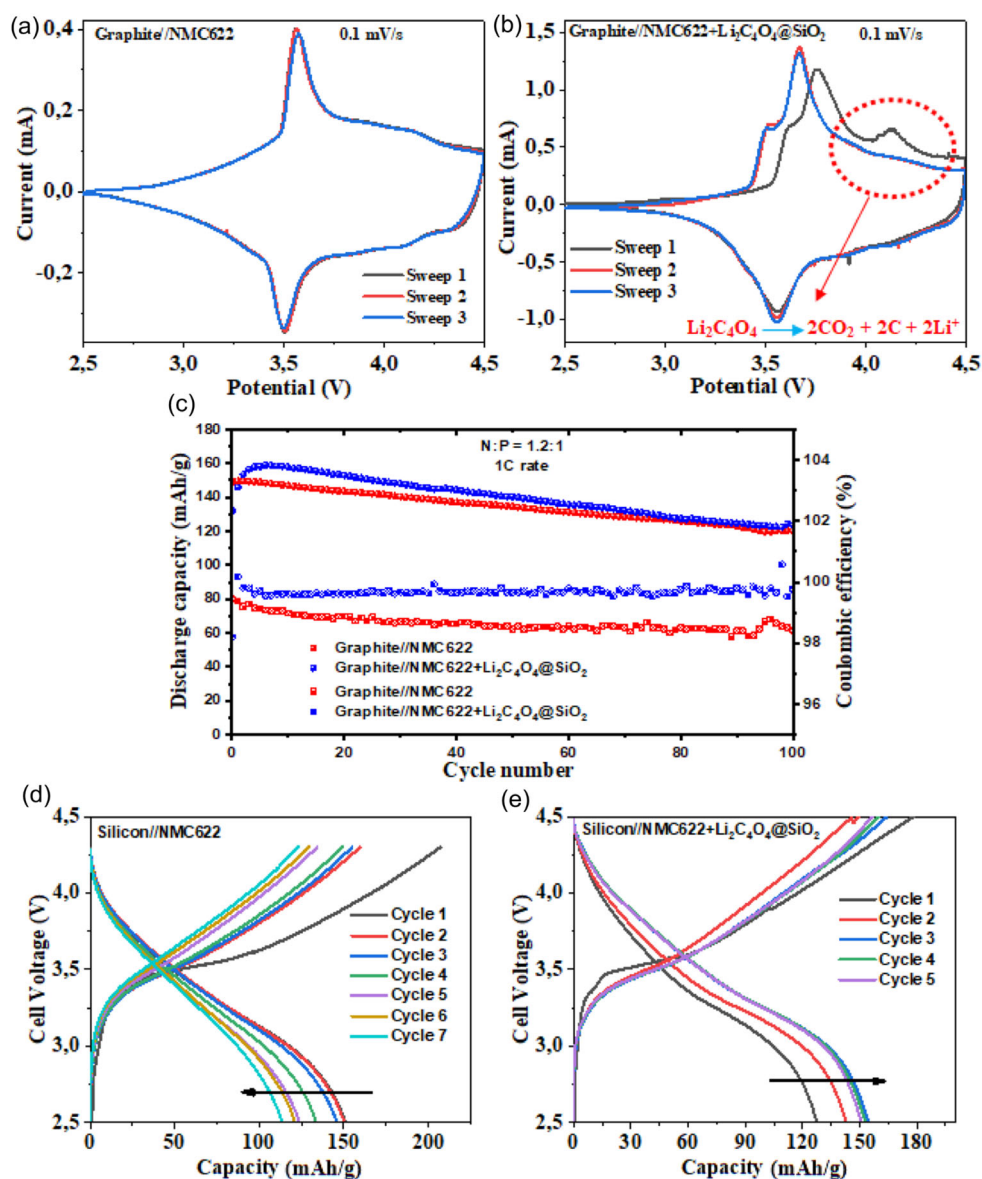 (a)
Graphite//NMC622 0.1 mV/s
0,4
0,2
0,0
-0,2
Current (mA)
Sweep 1
Sweep 2
Sweep 3
2,5 3,0 3,5 4,0 4,5
Potential (V)
(b)
Graphite//NMC622+Li₂C₄O₄@SiO₂ 0.1 mV/s
1,5
1,0
0,5
0,0
-0,5
-1,0
Current (mA)
Sweep 1
Sweep 2
Sweep 3
Li₂C₄O₄ → 2CO₂ + 2C + 2Li⁺
2,5 3,0 3,5 4,0 4,5
Potential (V)
(c)
N:P = 1.2:1
1C rate
180
160
140
120
100
80
60
40
20
0
Discharge capacity (mAh/g)
104
102
100
98
96
Coulombic efficiency (%)
Graphite//NMC622
Graphite//NMC622+Li₂C₄O₄@SiO₂
Graphite//NMC622
Graphite//NMC622+Li₂C₄O₄@SiO₂
0 20 40 60 80 100
Cycle number
(d)
Silicon//NMC622
4,5
4,0
3,5
3,0
2,5
Cell Voltage (V)
Cycle 1
Cycle 2
Cycle 3
Cycle 4
Cycle 5
Cycle 6
Cycle 7
0 50 100 150 200
Capacity (mAh/g)
(e)
Silicon//NMC622+Li₂C₄O₄@SiO₂
4,5
4,0
3,5
3,0
2,5
Cell Voltage (V)
Cycle 1
Cycle 2
Cycle 3
Cycle 4
Cycle 5
0 30 60 90 120 150 180
Capacity (mAh/g)